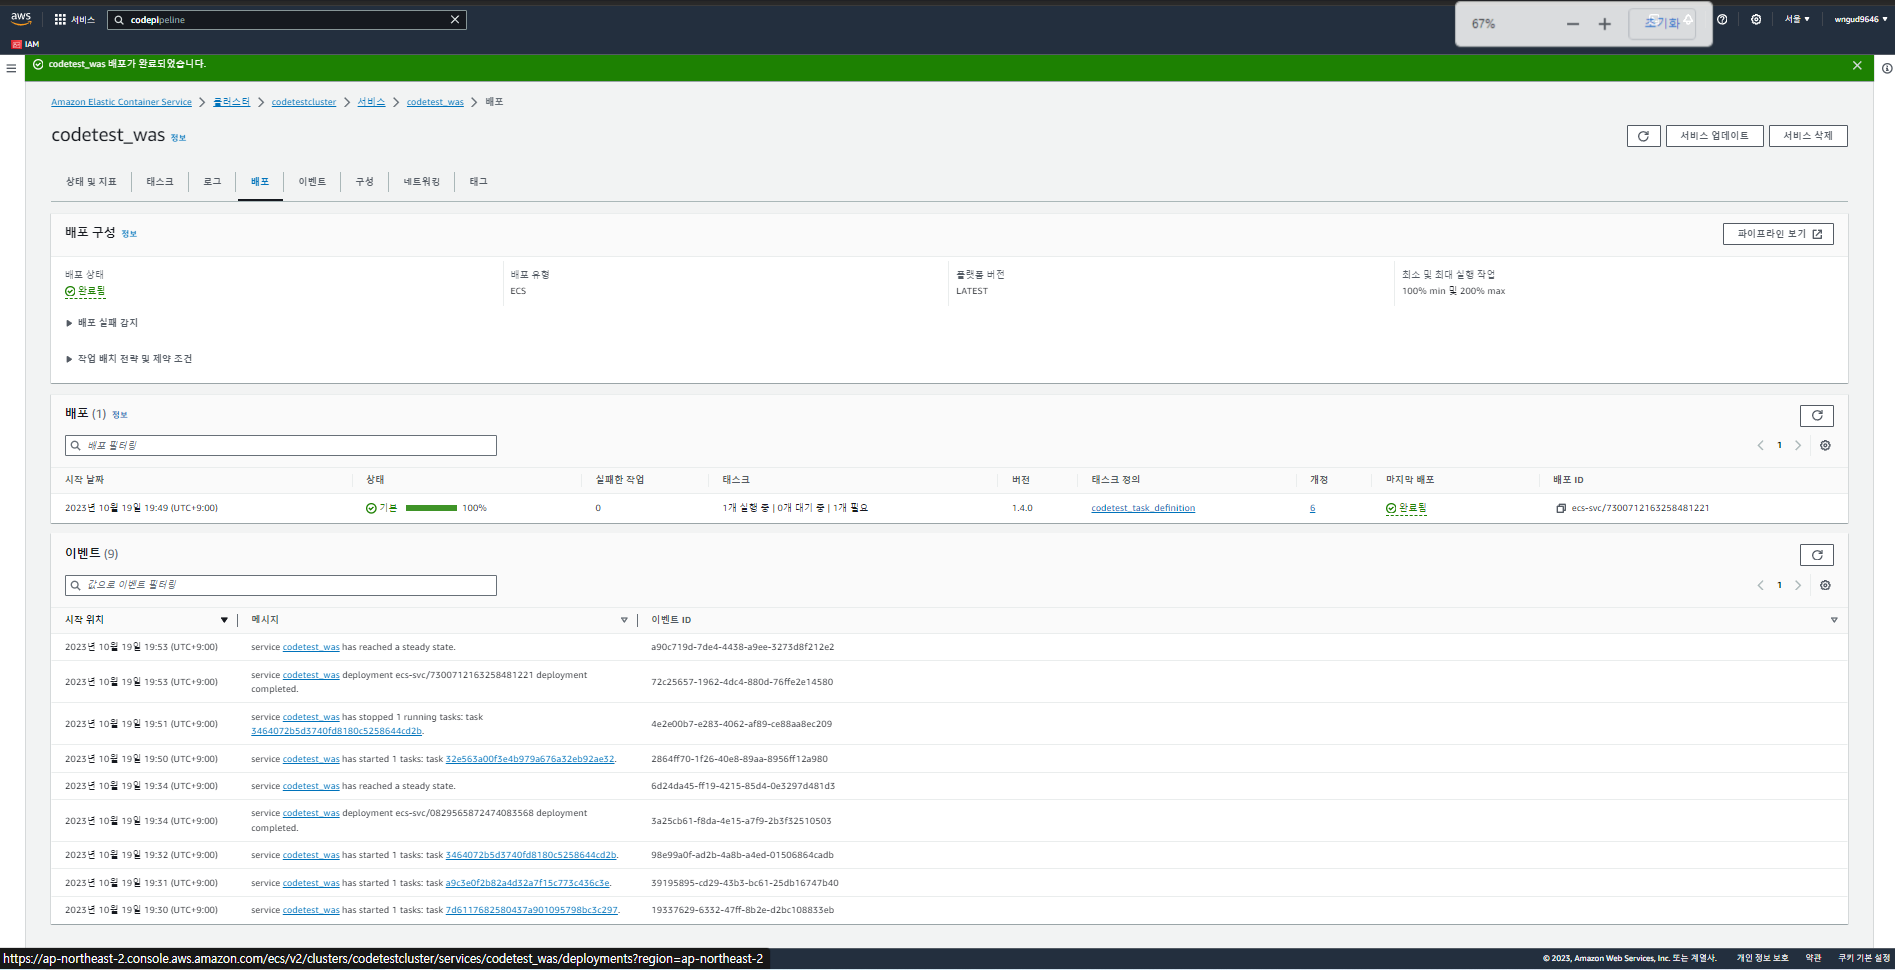 aws
서비스
codepipeline
67%
초기화
서울 ▼
wngud9646 ▼
IAM
codetest_was 배포가 완료되었습니다.
Amazon Elastic Container Service > 클러스터 > codetestcluster > 서비스 > codetest_was > 배포
codetest_was 정보
서비스 업데이트
서비스 삭제
상태 및 지표
태스크
로그
배포
이벤트
구성
네트워킹
태그
배포 구성 정보
파이프라인 보기
배포 상태
완료됨
배포 유형
ECS
플랫폼 버전
LATEST
최소 및 최대 실행 작업
100% min 및 200% max
배포 실패 감지
작업 배치 전략 및 제약 조건
배포 (1) 정보
배포 필터링
1
시작 날짜 상태 실패한 작업 태스크 버전 태스크 정의 개정 마지막 배포 배포 ID
2023년 10월 19일 19:49 (UTC+9:00) 기본 100% 0 1개 실행 중 | 0개 대기 중 | 1개 필요 1.4.0 codetest_task_definition 6 완료됨 ecs-svc/7300712163258481221
이벤트 (9)
값으로 이벤트 필터링
1
시작 위치 메시지 이벤트 ID
2023년 10월 19일 19:53 (UTC+9:00) service codetest_was has reached a steady state. a90c719d-7de4-4438-a9ee-3273d8f212e2
2023년 10월 19일 19:53 (UTC+9:00) service codetest_was deployment ecs-svc/7300712163258481221 deployment completed. 72c25657-1962-4dc4-880d-76ffe2e14580
2023년 10월 19일 19:51 (UTC+9:00) service codetest_was has stopped 1 running tasks: task 3464072b5d3740fd8180c5258644cd2b. 4e2e00b7-e283-4062-af89-ce88aa8ec209
2023년 10월 19일 19:50 (UTC+9:00) service codetest_was has started 1 tasks: task 32e563a00f3e4b979a676a32eb92ae32. 2864ff70-1f26-40e8-89aa-8956ff12a980
2023년 10월 19일 19:34 (UTC+9:00) service codetest_was has reached a steady state. 6d24da45-ff19-4215-85d4-0e3297d481d3
2023년 10월 19일 19:34 (UTC+9:00) service codetest_was deployment ecs-svc/0829565872474083568 deployment completed. 3a25cb61-f8da-4e15-a7f9-2b3f32510503
2023년 10월 19일 19:32 (UTC+9:00) service codetest_was has started 1 tasks: task 3464072b5d3740fd8180c5258644cd2b. 98e99a0f-ad2b-4a8b-a4ed-01506864cadb
2023년 10월 19일 19:31 (UTC+9:00) service codetest_was has started 1 tasks: task a9c3e0f2b82a4d32a7f15c773c436c3e. 39195895-cd29-43b3-bc61-25db16747b40
2023년 10월 19일 19:30 (UTC+9:00) service codetest_was has started 1 tasks: task 7d6117682580437a901095798bc3c297. 19337629-6332-47ff-8b2e-d2bc108833eb
https://ap-northeast-2.console.aws.amazon.com/ecs/v2/clusters/codetestcluster/services/codetest_was/deployments?region=ap-northeast-2
© 2023, Amazon Web Services, Inc. 또는 계열사.
개인 정보 보호
약관
쿠키 기본 설정